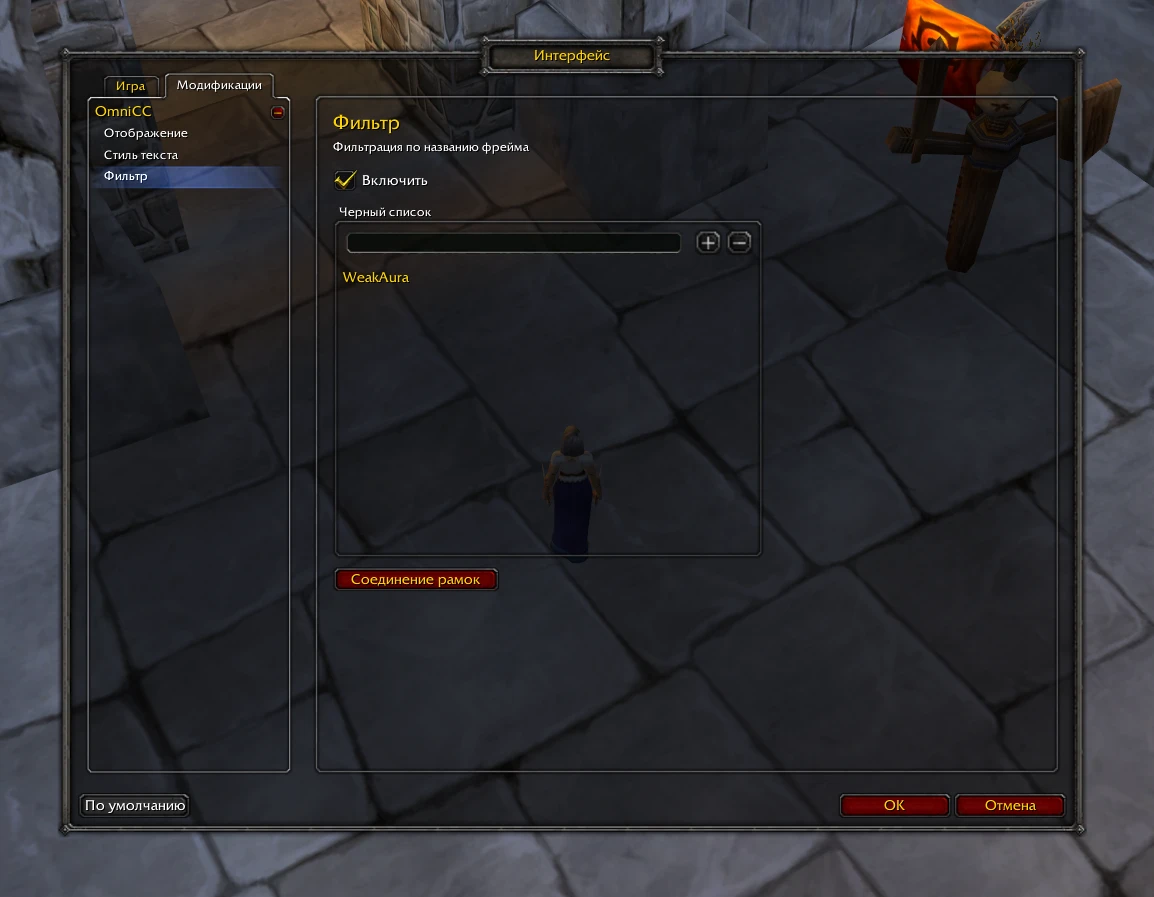 Интерфейс
Игра
Модификации
OmniCC
Отображение
Стиль текста
Фильтр
Фильтр
Фильтрация по названию фрейма
Включить
Черный список
WeakAura
Соединение рамок
По умолчанию
ОК
Отмена